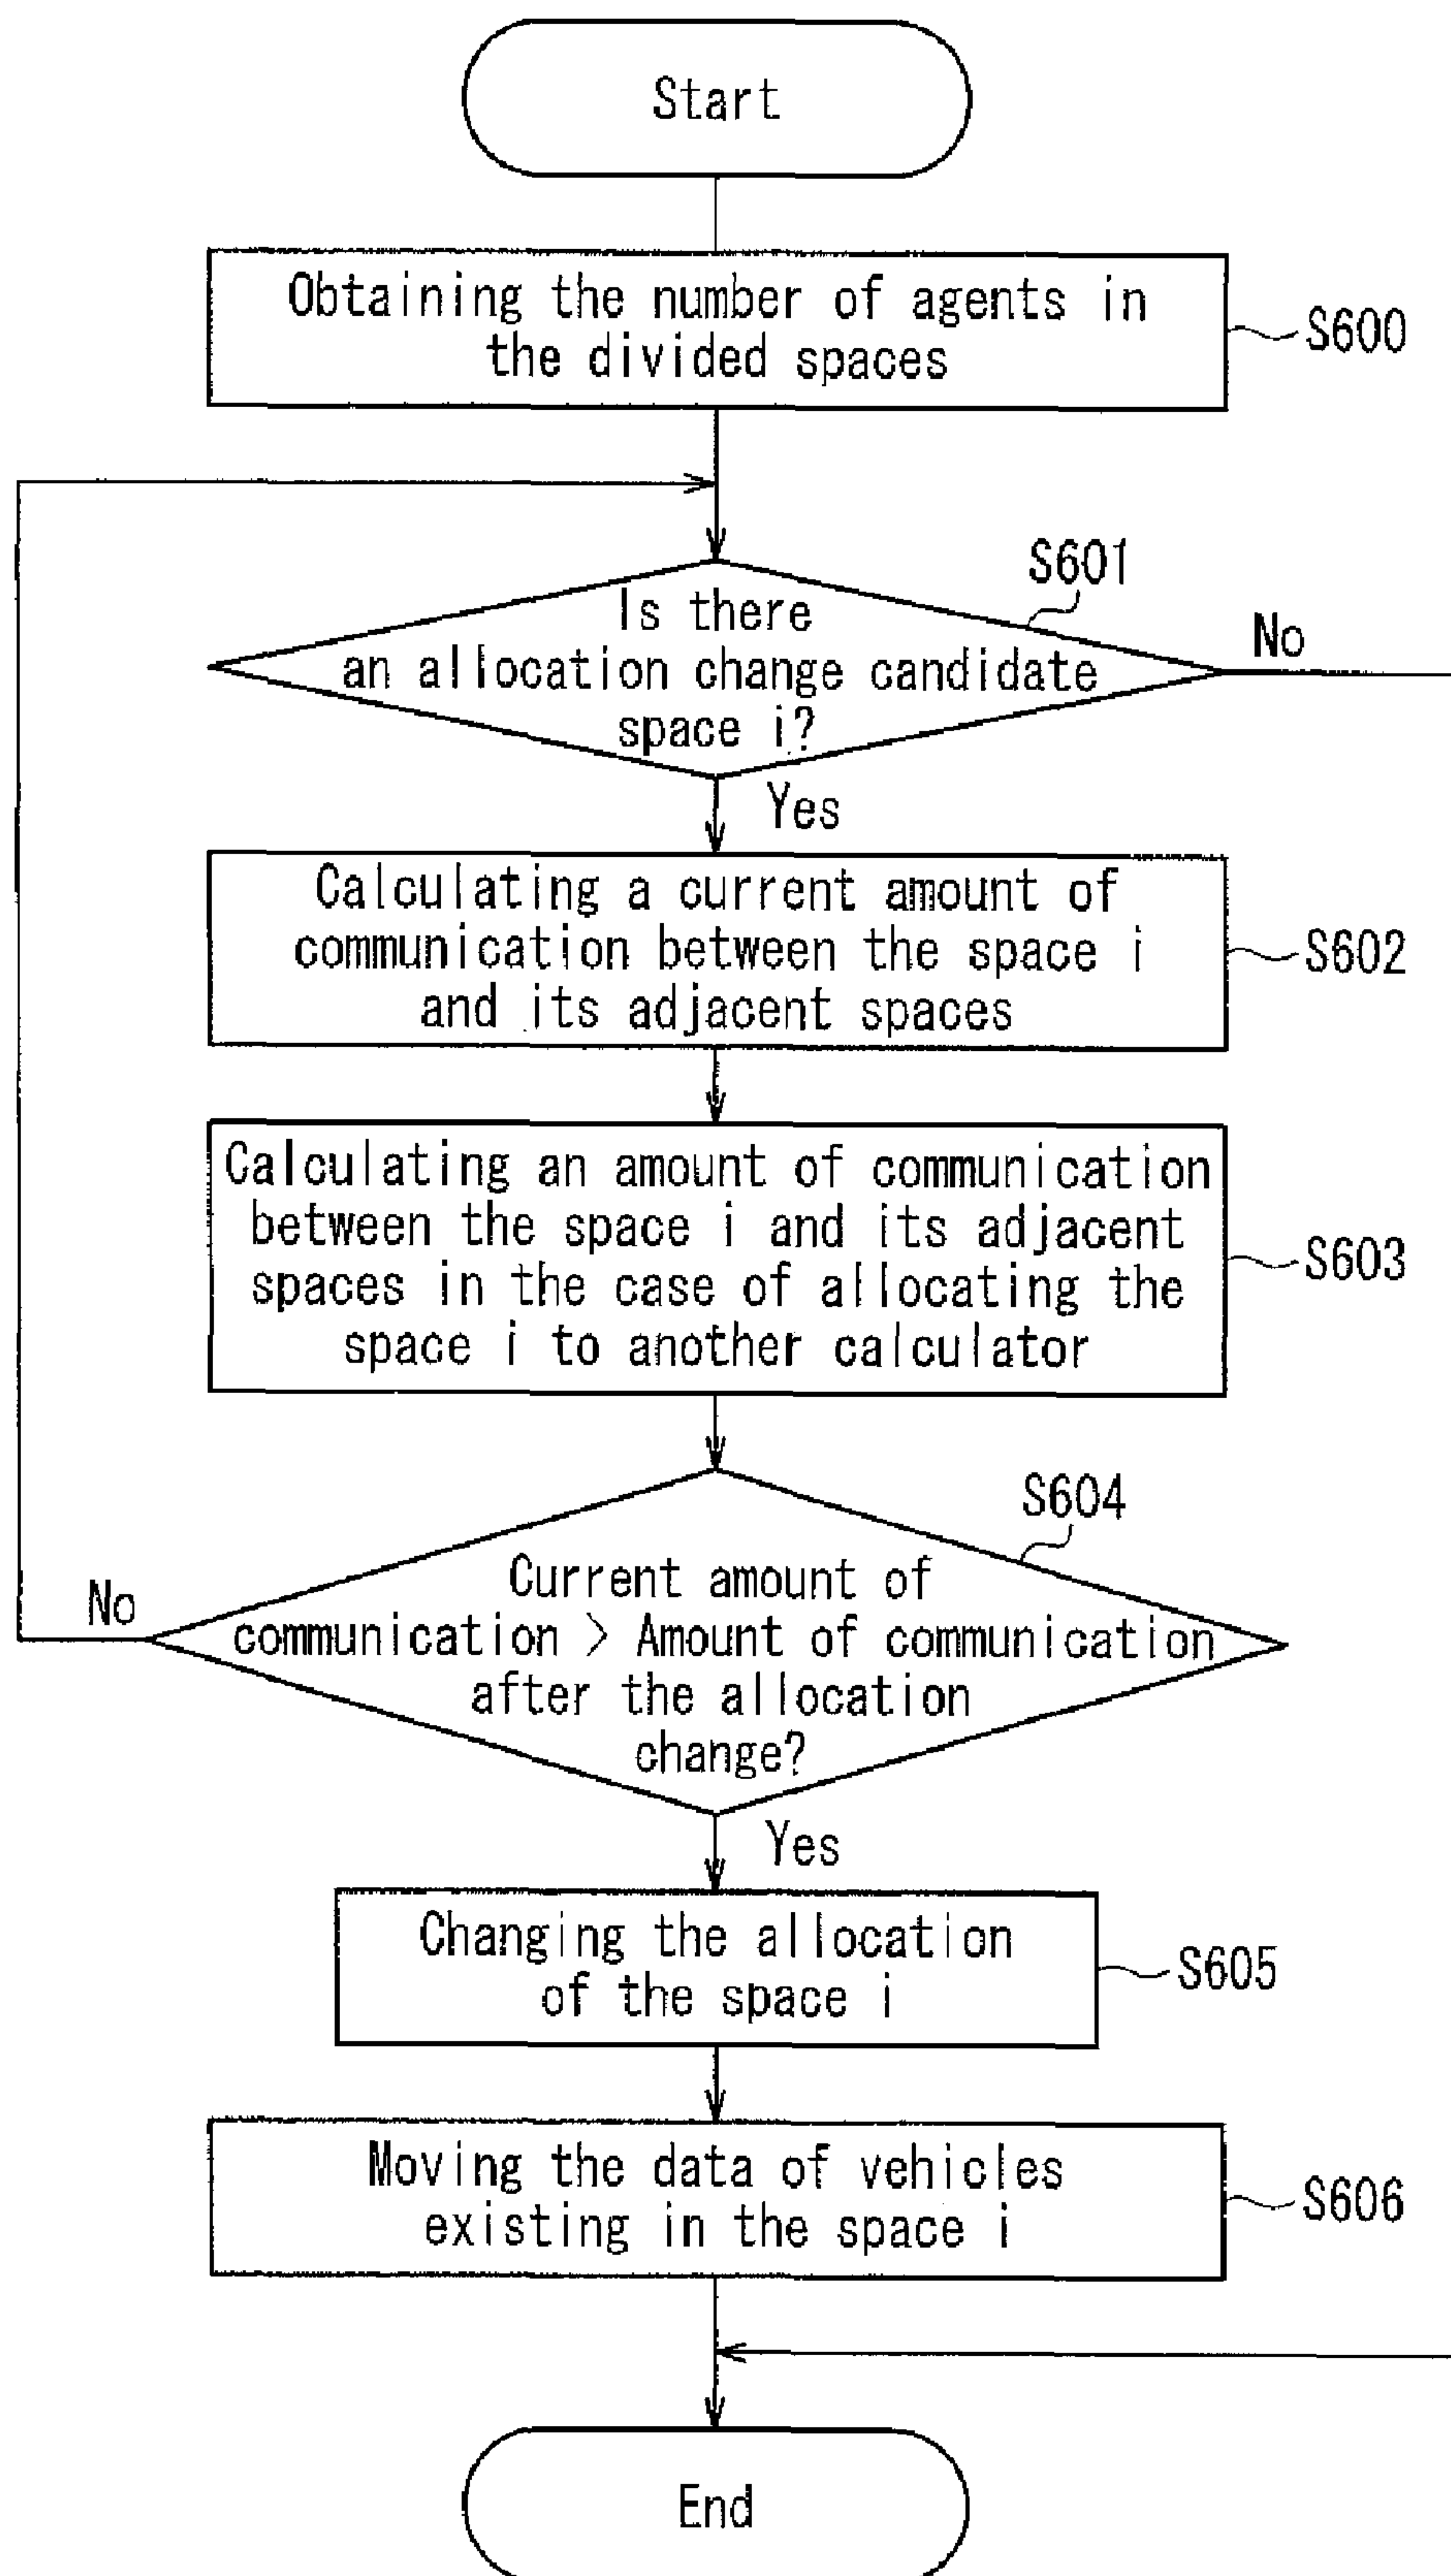 Start
Obtaining the number of agents in
the divided spaces
S600
S601
Is there
an allocation change candidate
space i?
No
Yes
Calculating a current amount of
communication between the space i
and its adjacent spaces
S602
Calculating an amount of communication
between the space i and its adjacent
spaces in the case of allocating the
space i to another calculator
S603
S604
Current amount of
communication > Amount of communication
after the allocation
change?
No
Yes
Changing the allocation
of the space i
S605
Moving the data of vehicles
existing in the space i
S606
End